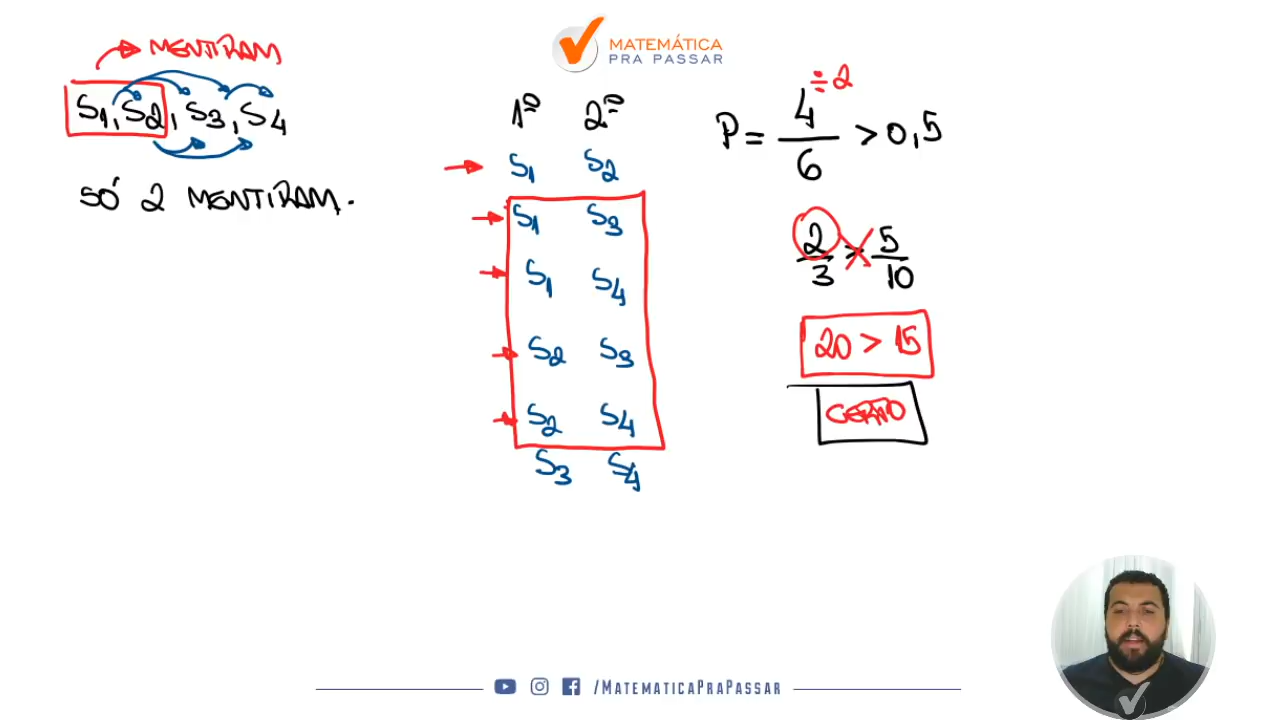 MENTIRAM
S1, S2, S3, S4
SÓ 2 MENTIRAM.
MATEMÁTICA
PRA PASSAR
1º 2º
S1 S2
S1 S3
S1 S4
S2 S3
S2 S4
S3 S4
÷2
P = 4/6 > 0,5
2/3 > 5/10
20 > 15
CERTO
/MATEMATICAPRAPASSAR